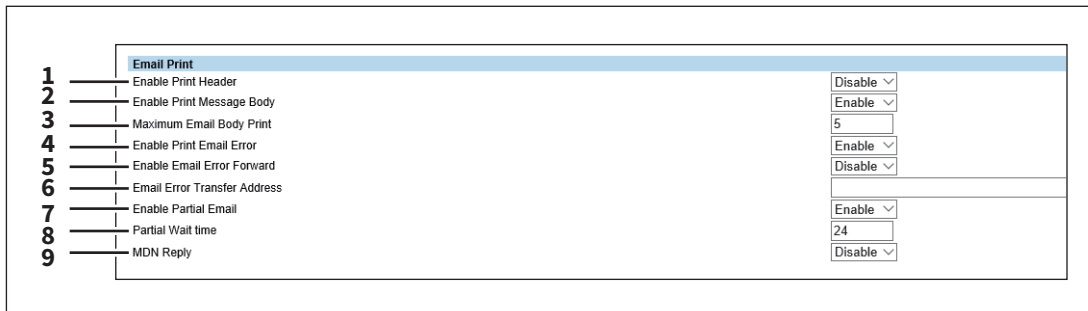 Email Print
1 Enable Print Header Disable
2 Enable Print Message Body Enable
3 Maximum Email Body Print 5
4 Enable Print Email Error Enable
5 Enable Email Error Forward Disable
6 Email Error Transfer Address
7 Enable Partial Email Enable
8 Partial Wait time 24
9 MDN Reply Disable